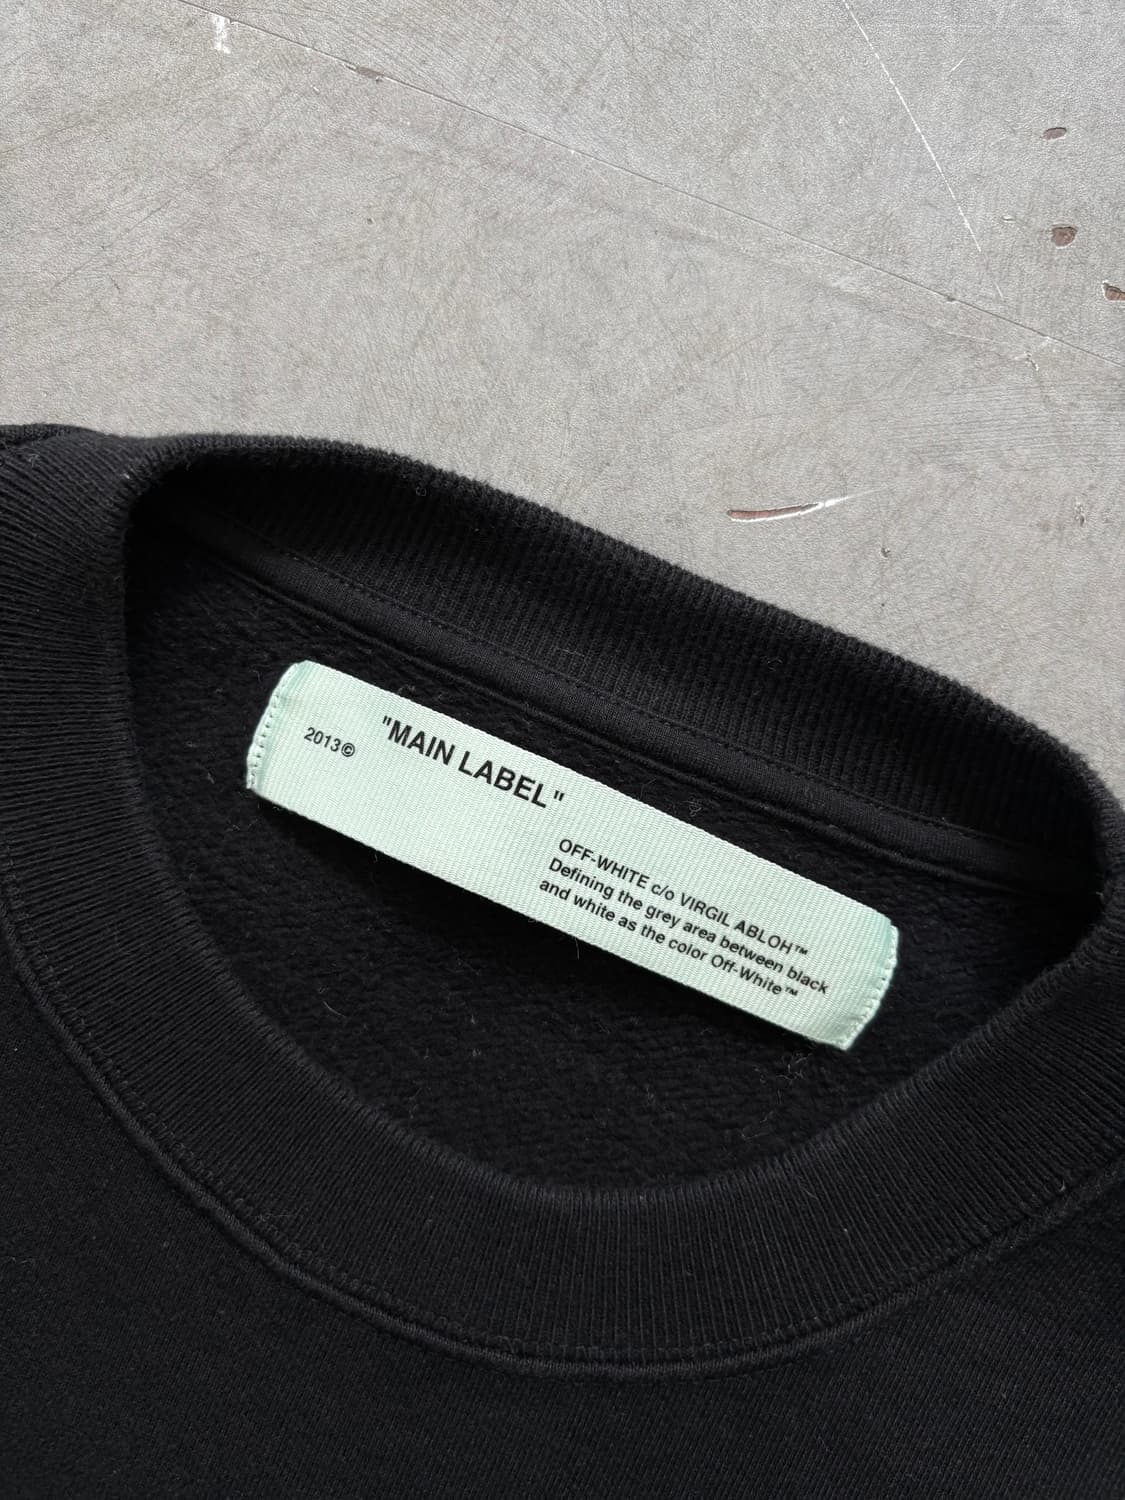 2013©
"MAIN LABEL"
OFF-WHITE c/o VIRGIL ABLOH™
Defining the grey area between black
and white as the color Off-White™